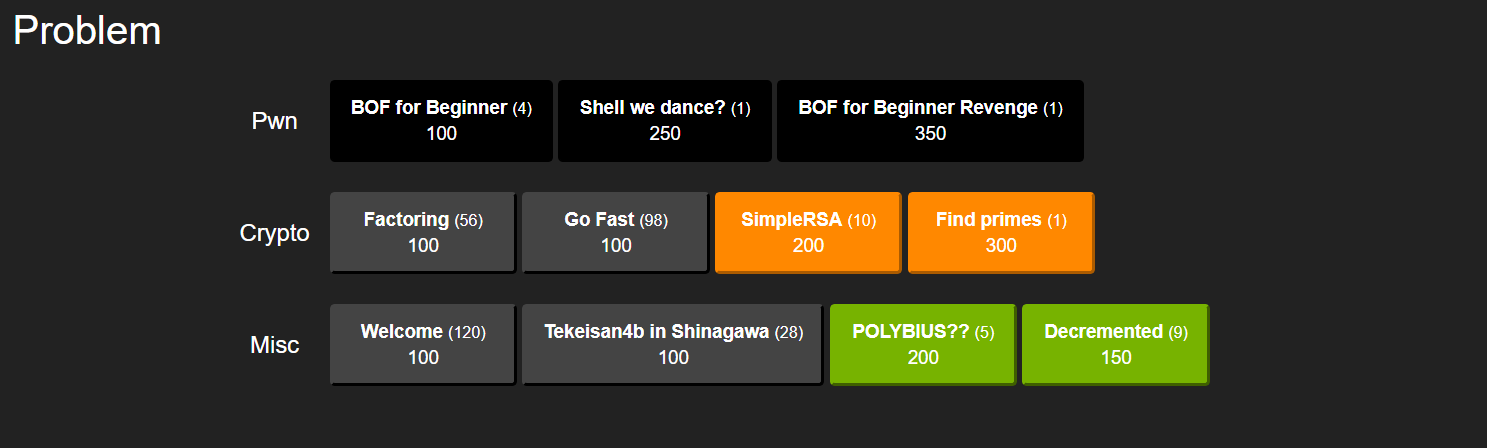 Problem
Pwn
BOF for Beginner (4)
100
Shell we dance? (1)
250
BOF for Beginner Revenge (1)
350
Crypto
Factoring (56)
100
Go Fast (98)
100
SimpleRSA (10)
200
Find primes (1)
300
Misc
Welcome (120)
100
Tekeisan4b in Shinagawa (28)
100
POLYBIUS?? (5)
200
Decremented (9)
150